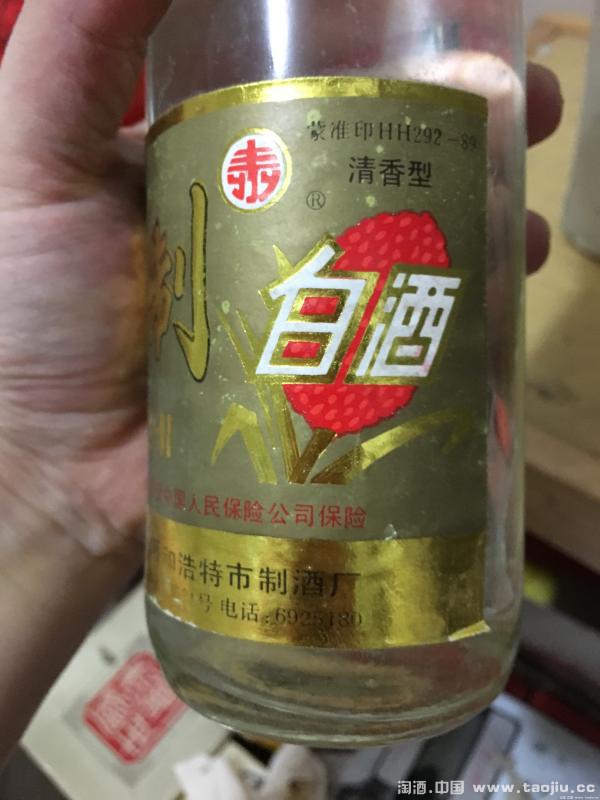 蒙准印HH292-89
清香型
泰
®
制
白酒
中国人民保险公司保险
和浩特市制酒厂
号 电话:6925180
淘酒.中国 www.taojiu.cc